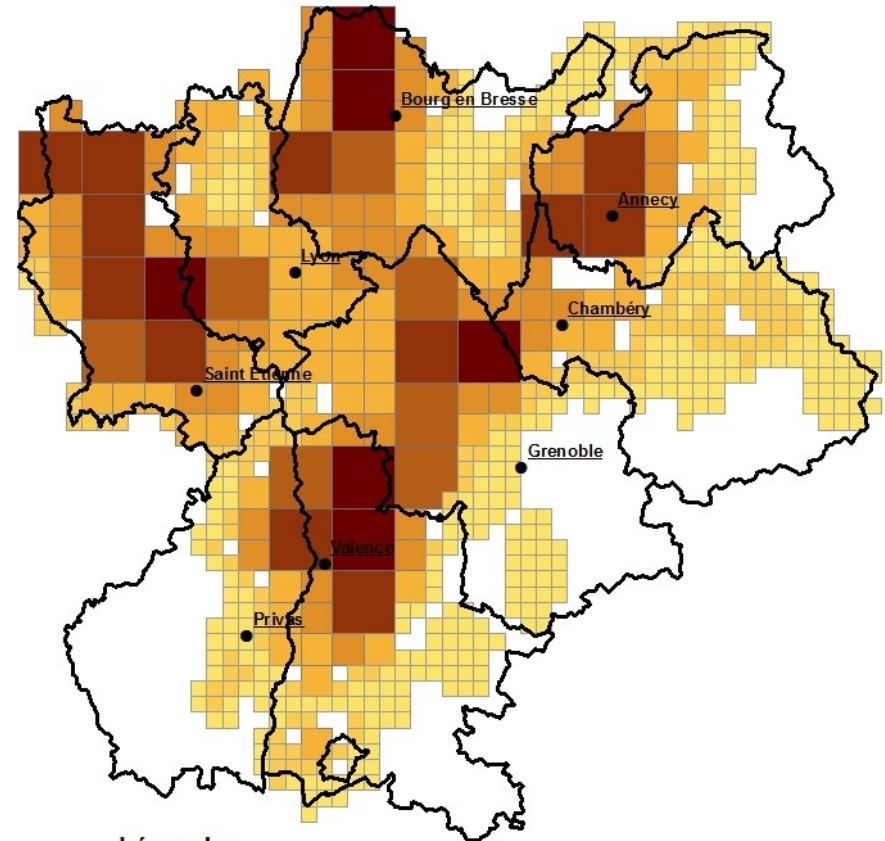 Bourg en Bresse
Annecy
Lyon
Chambéry
Saint Etienne
Grenoble
Valence
Privas